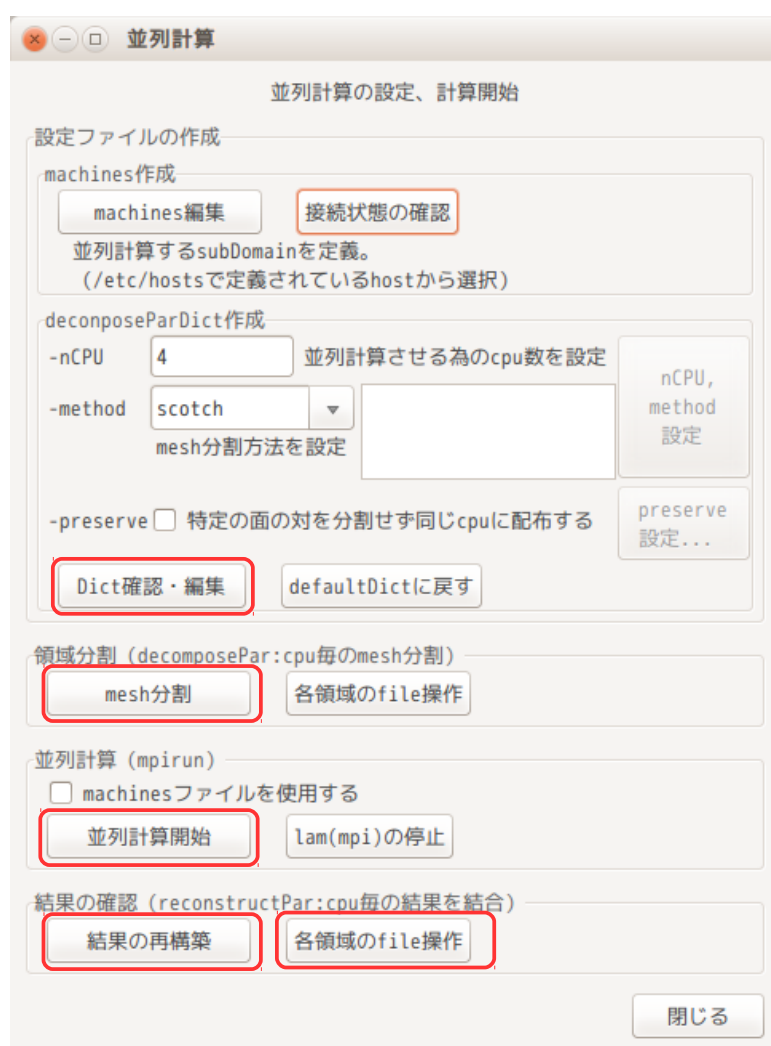 並列計算
並列計算の設定、計算開始
設定ファイルの作成
machines作成
machines編集 接続状態の確認
並列計算するsubDomainを定義。
(/etc/hostsで定義されているhostから選択)
deconposeParDict作成
-nCPU 4 並列計算させる為のcpu数を設定
nCPU,
method
設定
-method scotch
mesh分割方法を設定
-preserve 特定の面の対を分割せず同じcpuに配布する
preserve
設定...
Dict確認・編集 defaultDictに戻す
領域分割 (decomposePar:cpu毎のmesh分割)
mesh分割 各領域のfile操作
並列計算 (mpirun)
machinesファイルを使用する
並列計算開始 lam(mpi)の停止
結果の確認 (reconstructPar:cpu毎の結果を結合)
結果の再構築 各領域のfile操作
閉じる